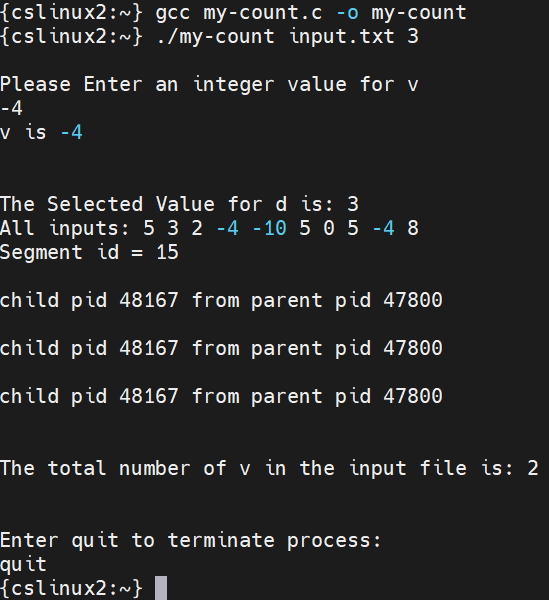 {cslinux2:~} gcc my-count.c -o my-count
{cslinux2:~} ./my-count input.txt 3
Please Enter an integer value for v
-4
v is -4
The Selected Value for d is: 3
All inputs: 5 3 2 -4 -10 5 0 5 -4 8
Segment id = 15
child pid 48167 from parent pid 47800
child pid 48167 from parent pid 47800
child pid 48167 from parent pid 47800
The total number of v in the input file is: 2
Enter quit to terminate process:
quit
{cslinux2:~}